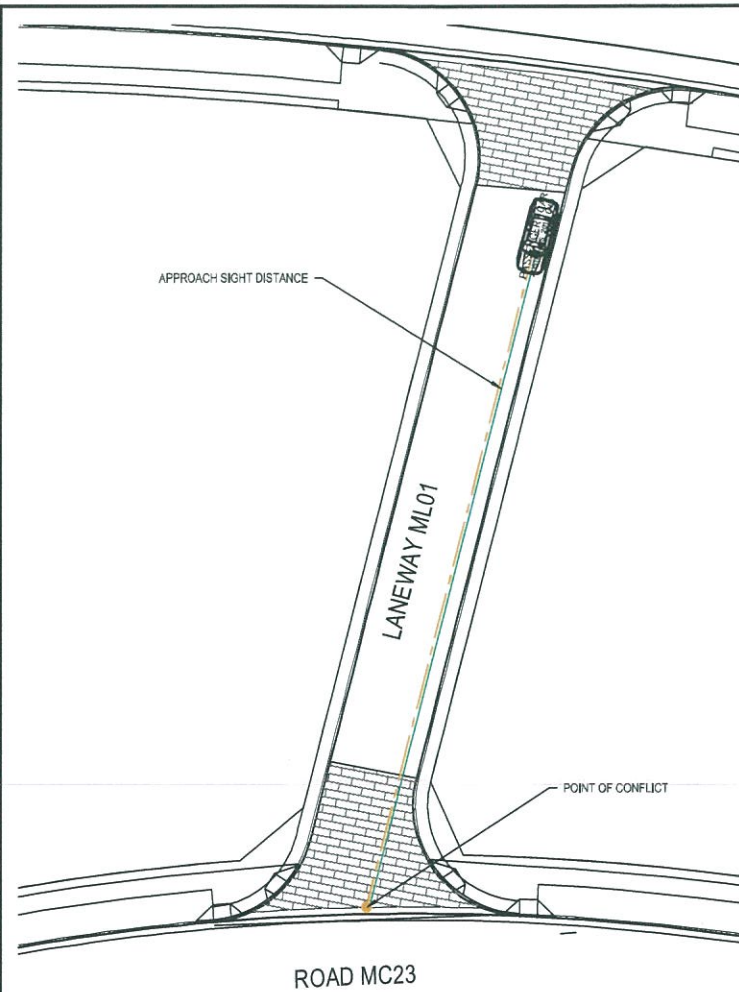 APPROACH SIGHT DISTANCE
LANEWAY ML01
POINT OF CONFLICT
ROAD MC23